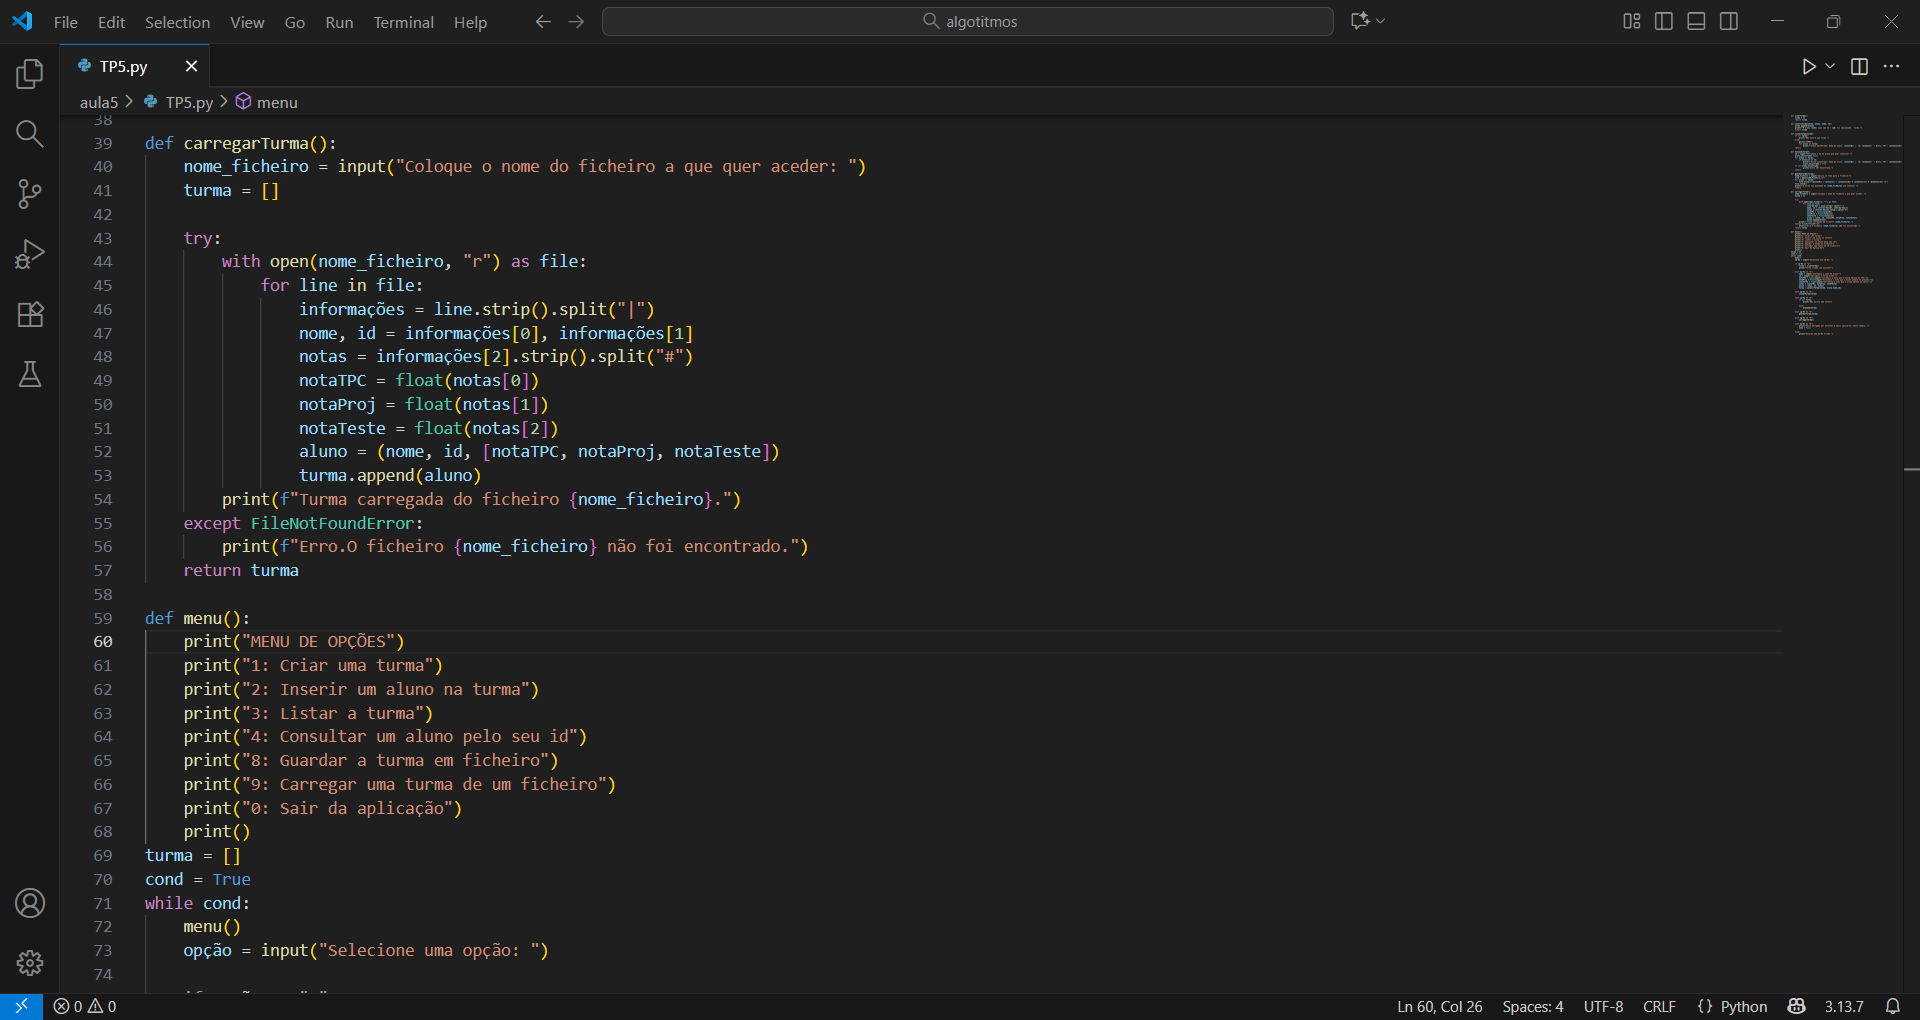 File Edit Selection View Go Run Terminal Help algotitmos
TP5.py
aula5 > TP5.py > menu
38
39 def carregarTurma():
40     nome_ficheiro = input("Coloque o nome do ficheiro a que quer aceder: ")
41     turma = []
42
43     try:
44         with open(nome_ficheiro, "r") as file:
45             for line in file:
46                 informações = line.strip().split("|")
47                 nome, id = informações[0], informações[1]
48                 notas = informações[2].strip().split("#")
49                 notaTPC = float(notas[0])
50                 notaProj = float(notas[1])
51                 notaTeste = float(notas[2])
52                 aluno = (nome, id, [notaTPC, notaProj, notaTeste])
53                 turma.append(aluno)
54         print(f"Turma carregada do ficheiro {nome_ficheiro}.")
55     except FileNotFoundError:
56         print(f"Erro.O ficheiro {nome_ficheiro} não foi encontrado.")
57     return turma
58
59 def menu():
60     print("MENU DE OPÇÕES")
61     print("1: Criar uma turma")
62     print("2: Inserir um aluno na turma")
63     print("3: Listar a turma")
64     print("4: Consultar um aluno pelo seu id")
65     print("8: Guardar a turma em ficheiro")
66     print("9: Carregar uma turma de um ficheiro")
67     print("0: Sair da aplicação")
68     print()
69 turma = []
70 cond = True
71 while cond:
72     menu()
73     opção = input("Selecione uma opção: ")
74
0 0 Ln 60, Col 26 Spaces: 4 UTF-8 CRLF {} Python 3.13.7